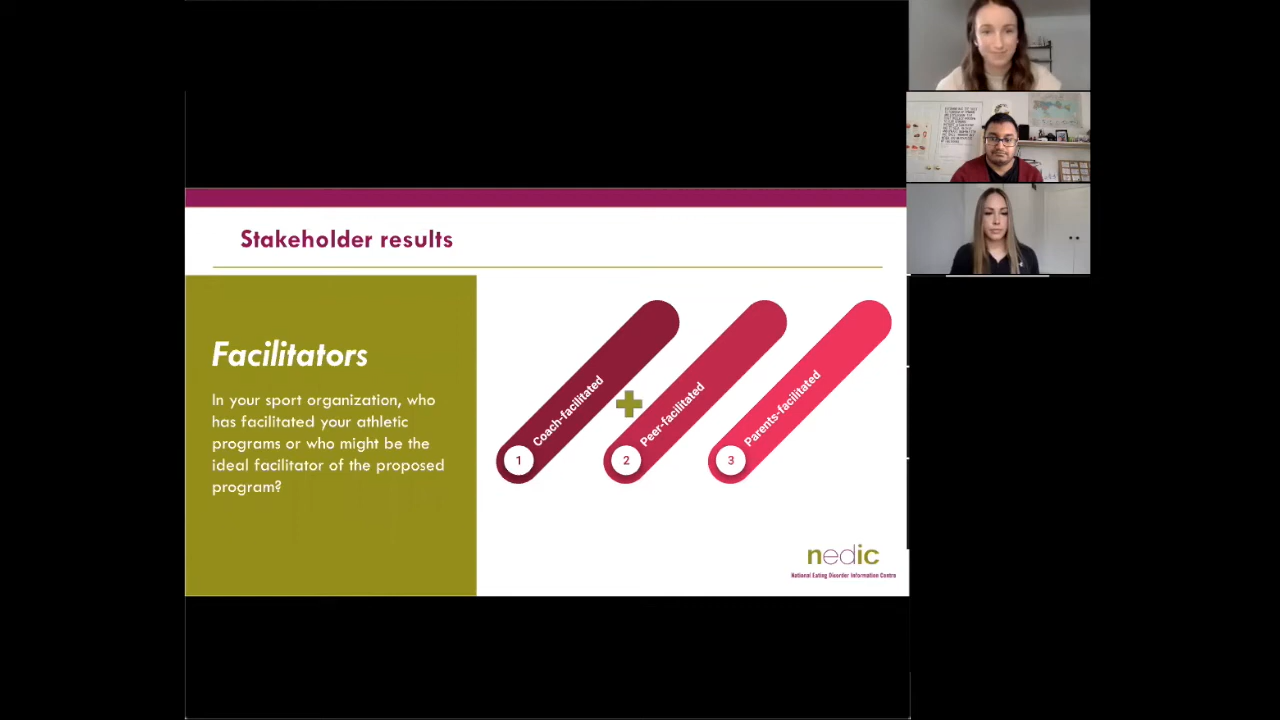 Stakeholder results
Facilitators
In your sport organization, who
has facilitated your athletic
programs or who might be the
ideal facilitator of the proposed
program?
1 Coach-facilitated
2 Peer-facilitated
3 Parents-facilitated
nedic
National Eating Disorder Information Centre